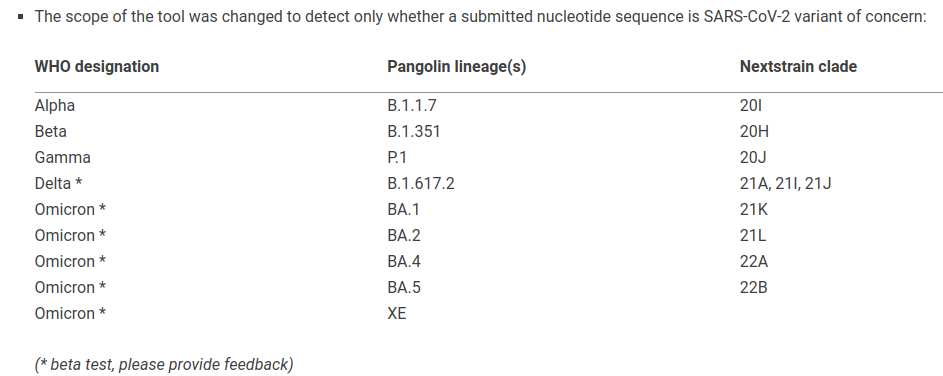 ▪ The scope of the tool was changed to detect only whether a submitted nucleotide sequence is SARS-CoV-2 variant of concern:
WHO designation Pangolin lineage(s) Nextstrain clade
Alpha B.1.1.7 20I
Beta B.1.351 20H
Gamma P.1 20J
Delta * B.1.617.2 21A, 21I, 21J
Omicron * BA.1 21K
Omicron * BA.2 21L
Omicron * BA.4 22A
Omicron * BA.5 22B
Omicron * XE
(* beta test, please provide feedback)